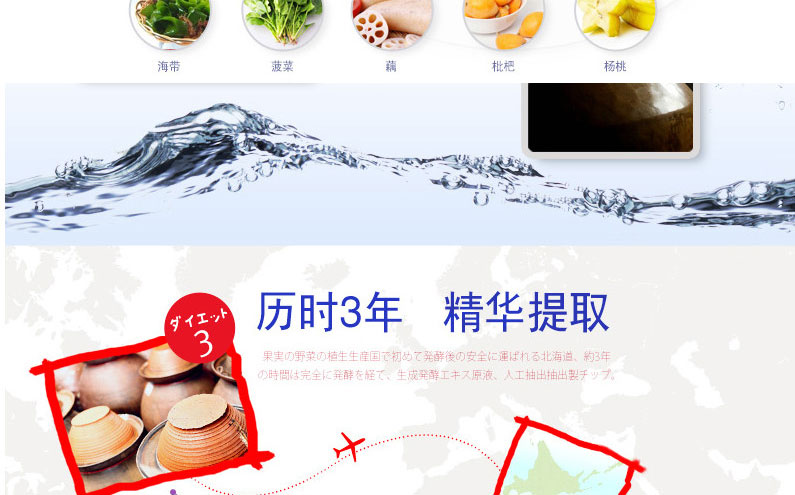 海带
菠菜
藕
枇杷
杨桃
ダイエット
3
历时3年 精华提取
果実の野菜の植生生産国で初めて発酵後の安全に運ばれる北海道、約3年
の時間は完全に発酵を経て、生成発酵エキス原液、人工抽出抽出製チップ。